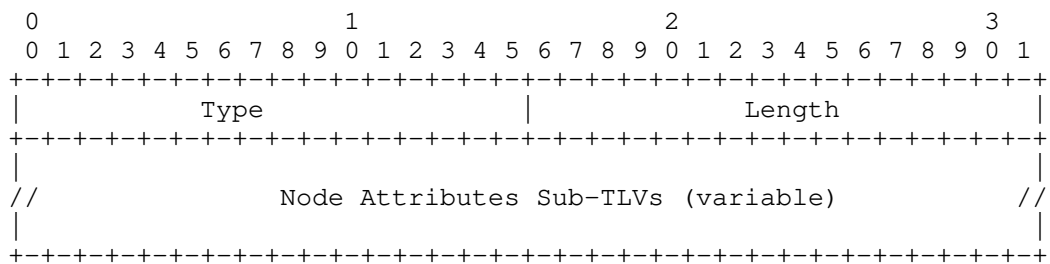 0                   1                   2                   3
 0 1 2 3 4 5 6 7 8 9 0 1 2 3 4 5 6 7 8 9 0 1 2 3 4 5 6 7 8 9 0 1
+-+-+-+-+-+-+-+-+-+-+-+-+-+-+-+-+-+-+-+-+-+-+-+-+-+-+-+-+-+-+-+-+
|           Type                |             Length            |
+-+-+-+-+-+-+-+-+-+-+-+-+-+-+-+-+-+-+-+-+-+-+-+-+-+-+-+-+-+-+-+-+
|                                                               |
//               Node Attributes Sub-TLVs (variable)           //
|                                                               |
+-+-+-+-+-+-+-+-+-+-+-+-+-+-+-+-+-+-+-+-+-+-+-+-+-+-+-+-+-+-+-+-+